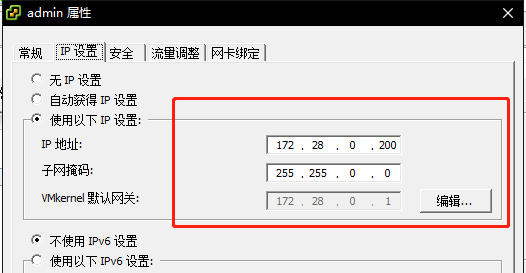 admin 属性
常规 IP 设置 安全 流量调整 网卡绑定
无 IP 设置
自动获得 IP 设置
使用以下 IP 设置:
IP 地址: 172 . 28 . 0 . 200
子网掩码: 255 . 255 . 0 . 0
VMkernel 默认网关: 172 . 28 . 0 . 1 编辑...
不使用 IPv6 设置
使用以下 IPv6 设置: